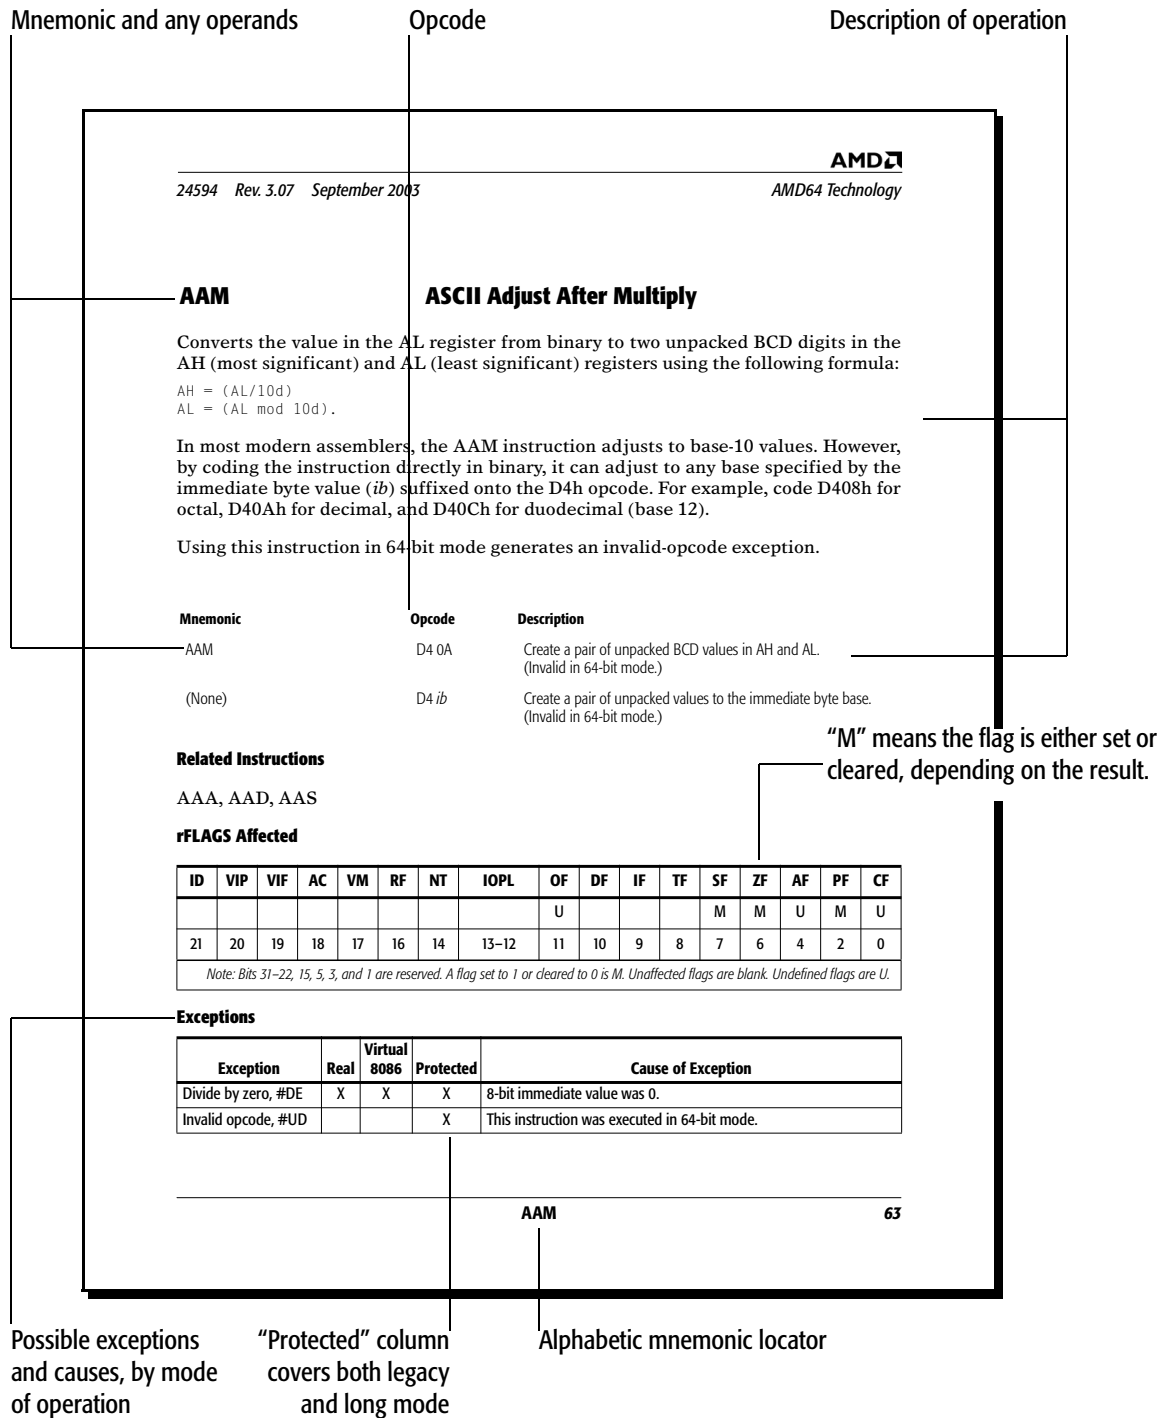 Mnemonic and any operands
Opcode
Description of operation
AMD
24594 Rev. 3.07 September 2003
AMD64 Technology
AAM
ASCII Adjust After Multiply
Converts the value in the AL register from binary to two unpacked BCD digits in the
AH (most significant) and AL (least significant) registers using the following formula:
AH = (AL/10d)
AL = (AL mod 10d).
In most modern assemblers, the AAM instruction adjusts to base-10 values. However,
by coding the instruction directly in binary, it can adjust to any base specified by the
immediate byte value (ib) suffixed onto the D4h opcode. For example, code D408h for
octal, D40Ah for decimal, and D40Ch for duodecimal (base 12).
Using this instruction in 64-bit mode generates an invalid-opcode exception.
Mnemonic Opcode Description
AAM D4 0A Create a pair of unpacked BCD values in AH and AL.
(Invalid in 64-bit mode.)
(None) D4 ib Create a pair of unpacked values to the immediate byte base.
(Invalid in 64-bit mode.)
“M” means the flag is either set or
cleared, depending on the result.
Related Instructions
AAA, AAD, AAS
rFLAGS Affected
ID VIP VIF AC VM RF NT IOPL OF DF IF TF SF ZF AF PF CF
U M M U M U
21 20 19 18 17 16 14 13–12 11 10 9 8 7 6 4 2 0
Note: Bits 31–22, 15, 5, 3, and 1 are reserved. A flag set to 1 or cleared to 0 is M. Unaffected flags are blank. Undefined flags are U.
Exceptions
Exception Real Virtual 8086 Protected Cause of Exception
Divide by zero, #DE X X X 8-bit immediate value was 0.
Invalid opcode, #UD X This instruction was executed in 64-bit mode.
AAM
63
Possible exceptions
and causes, by mode
of operation
“Protected” column
covers both legacy
and long mode
Alphabetic mnemonic locator